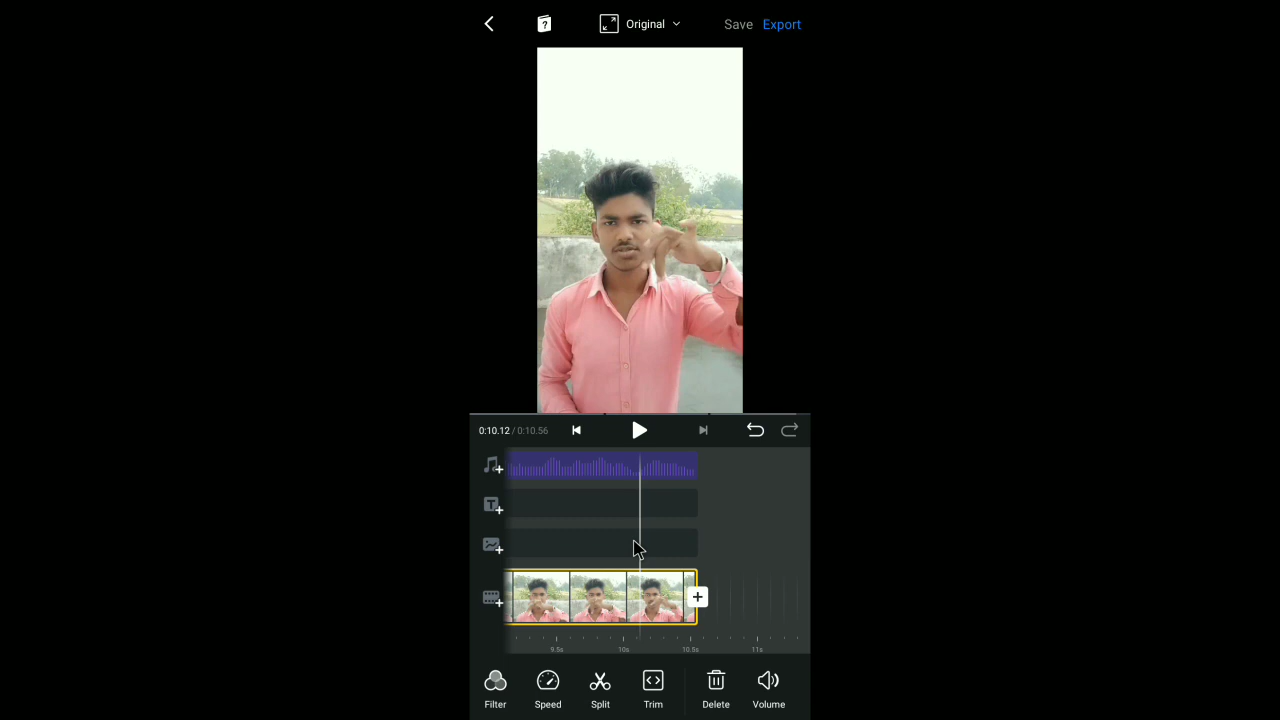 Original Save Export
0:10.12 / 0:10.56
9.5s 10s 10.5s 11s
Filter Speed Split Trim Delete Volume